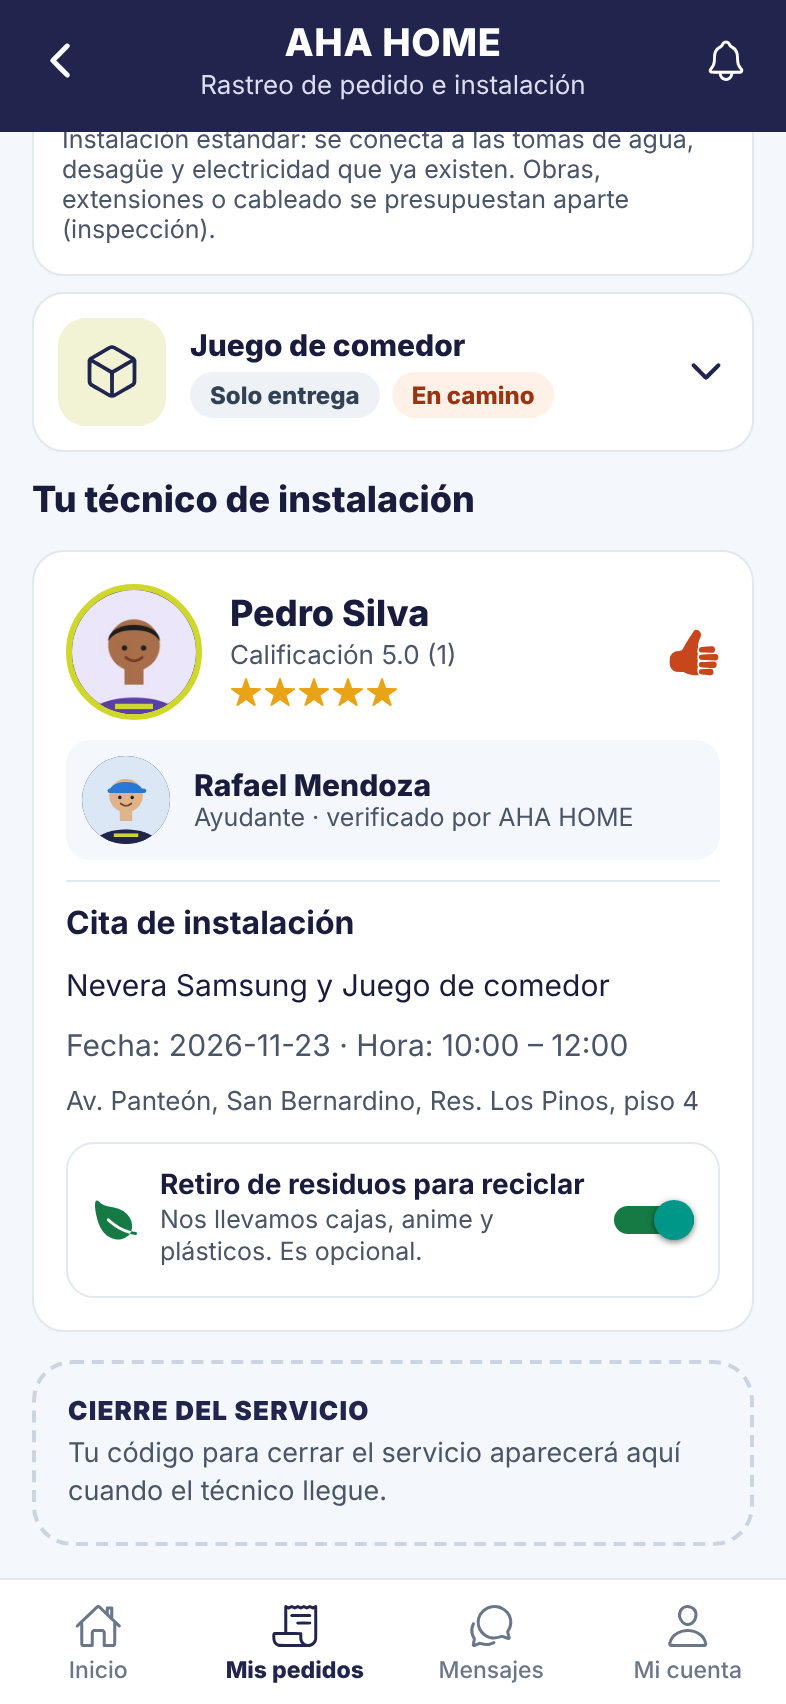 AHA HOME
Rastreo de pedido e instalación
Instalación estándar: se conecta a las tomas de agua,
desagüe y electricidad que ya existen. Obras,
extensiones o cableado se presupuestan aparte
(inspección).
Juego de comedor
Solo entrega
En camino
Tu técnico de instalación
Pedro Silva
Calificación 5.0 (1)
Rafael Mendoza
Ayudante · verificado por AHA HOME
Cita de instalación
Nevera Samsung y Juego de comedor
Fecha: 2026-11-23 · Hora: 10:00 – 12:00
Av. Panteón, San Bernardino, Res. Los Pinos, piso 4
Retiro de residuos para reciclar
Nos llevamos cajas, anime y
plásticos. Es opcional.
CIERRE DEL SERVICIO
Tu código para cerrar el servicio aparecerá aquí
cuando el técnico llegue.
Inicio
Mis pedidos
Mensajes
Mi cuenta